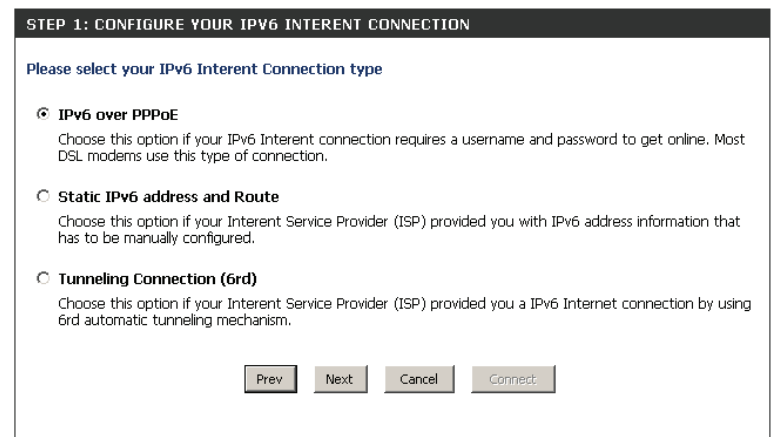 STEP 1: CONFIGURE YOUR IPV6 INTERENT CONNECTION
Please select your IPv6 Interent Connection type
IPv6 over PPPoE
Choose this option if your IPv6 Interent connection requires a username and password to get online. Most
DSL modems use this type of connection.
Static IPv6 address and Route
Choose this option if your Interent Service Provider (ISP) provided you with IPv6 address information that
has to be manually configured.
Tunneling Connection (6rd)
Choose this option if your Interent Service Provider (ISP) provided you a IPv6 Internet connection by using
6rd automatic tunneling mechanism.
Prev Next Cancel Connect